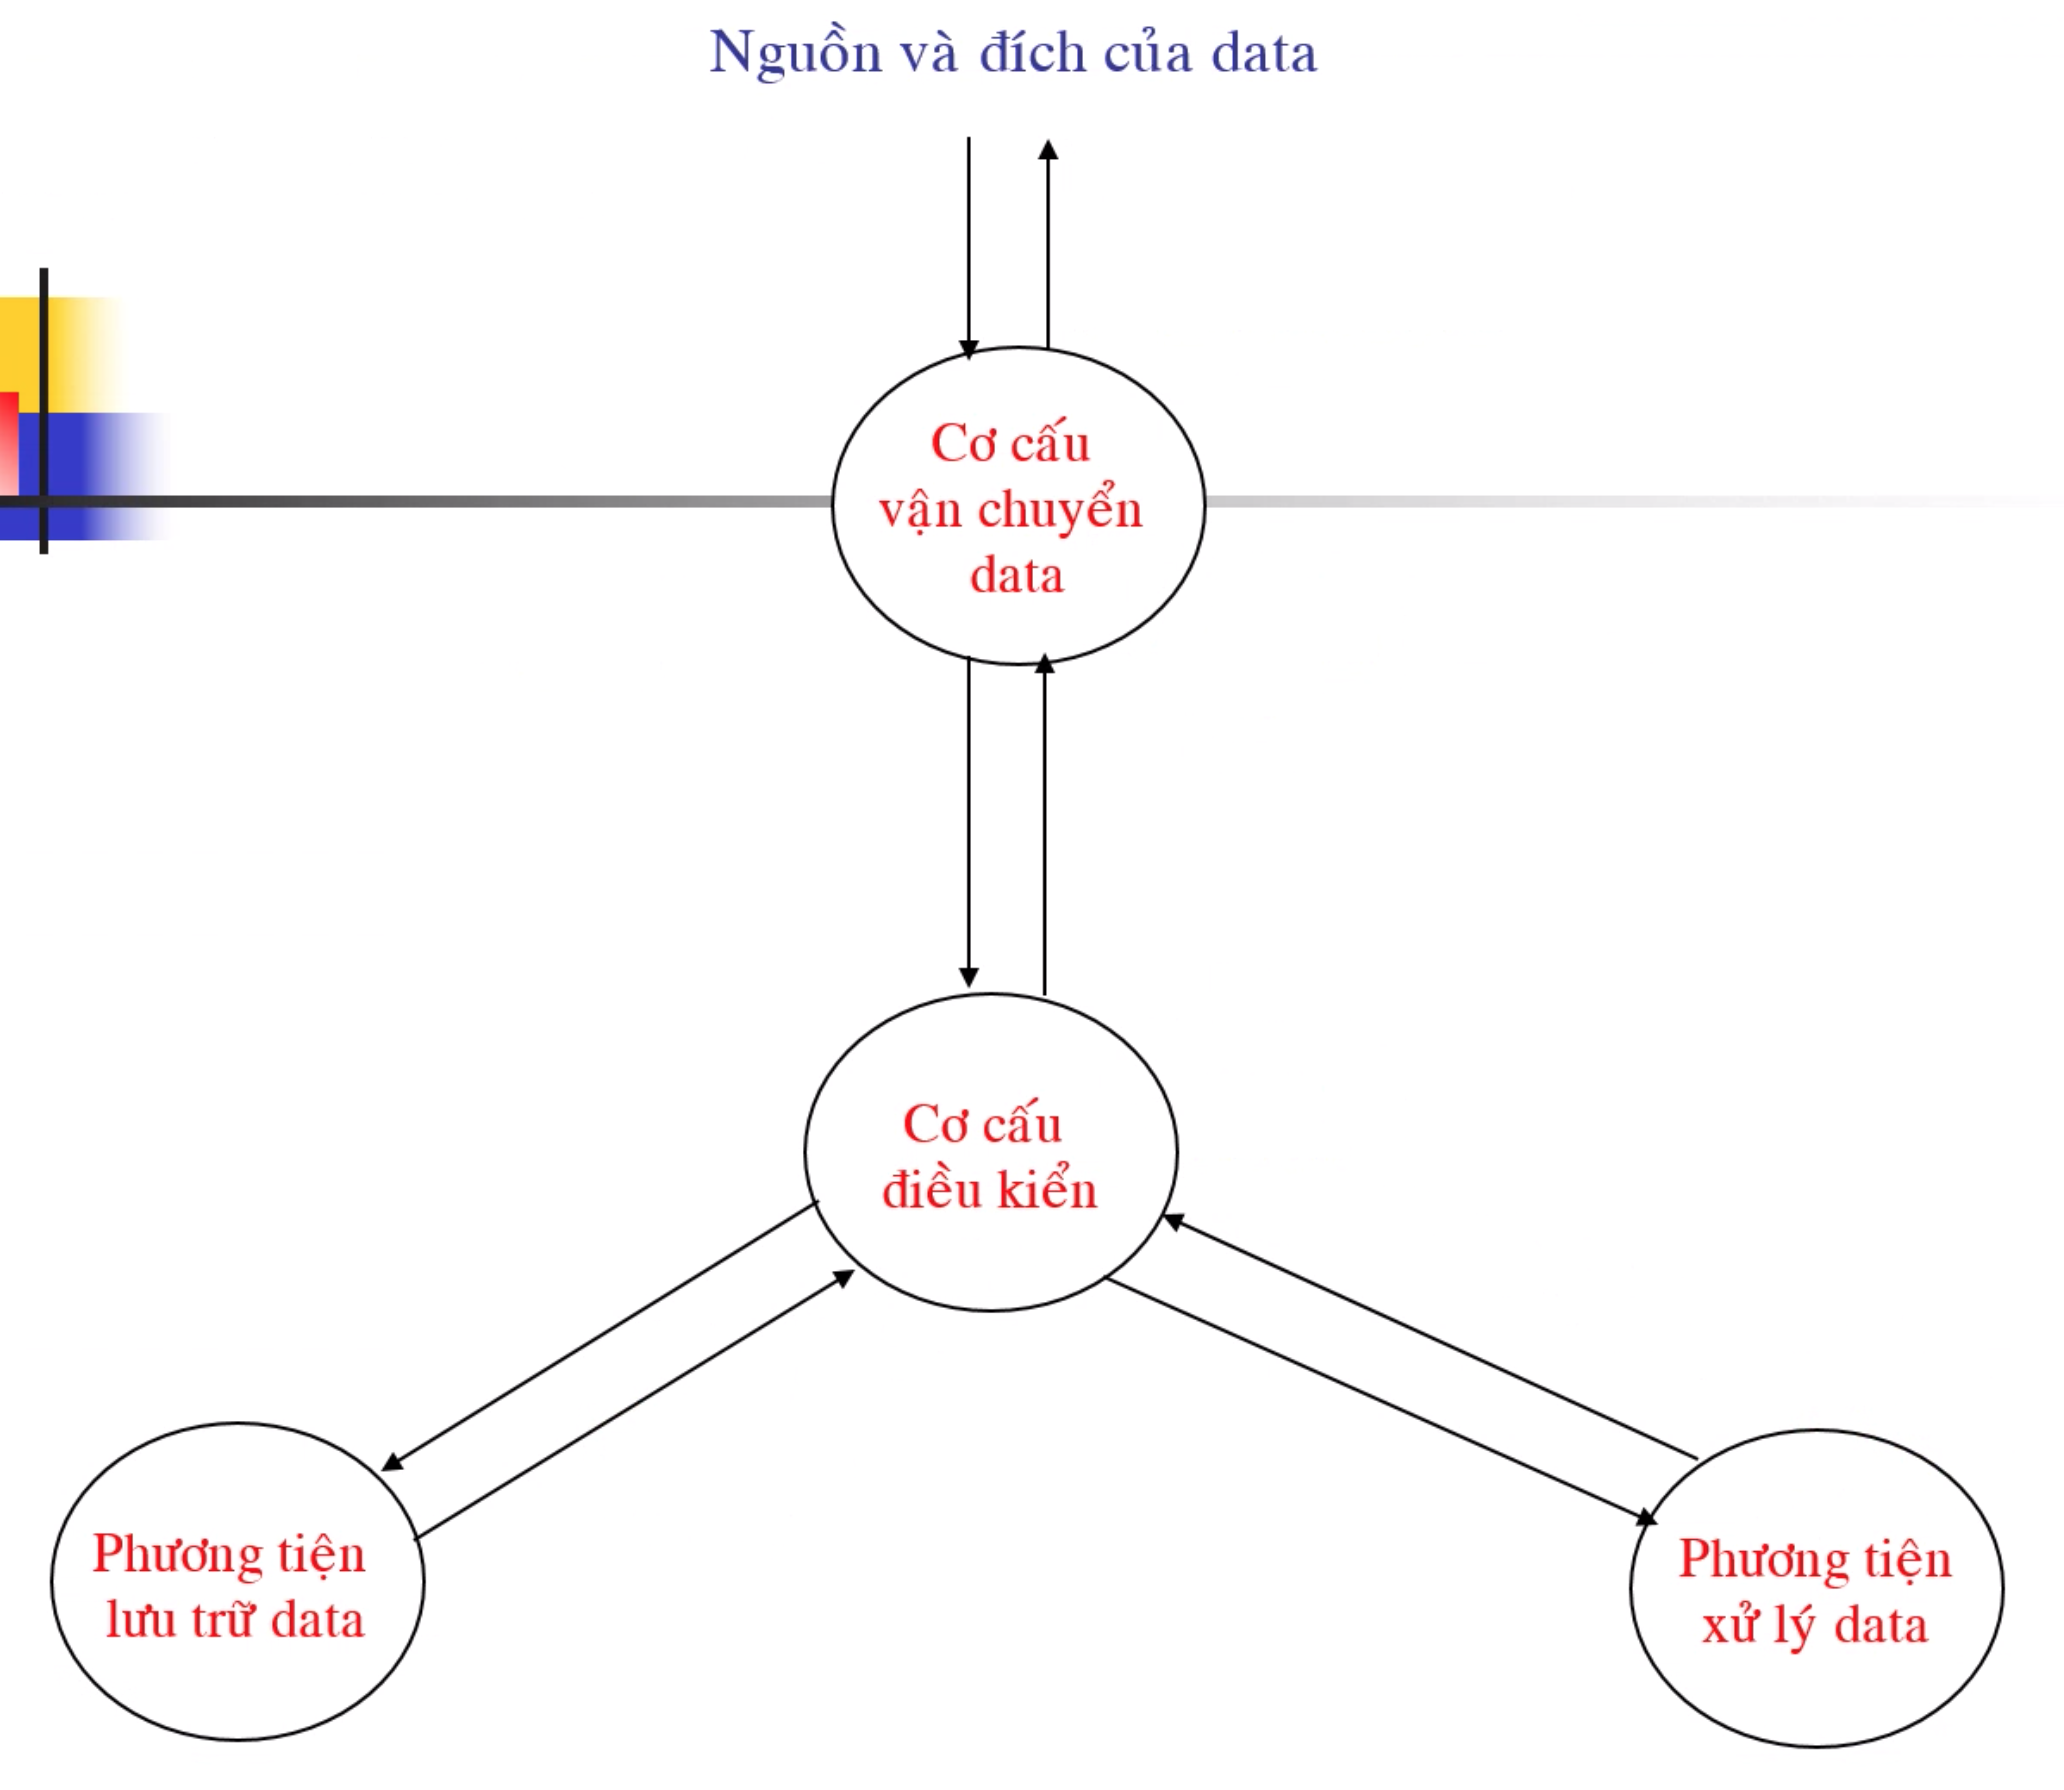 Nguồn và đích của data
Cơ cấu
vận chuyển
data
Cơ cấu
điều kiển
Phương tiện
lưu trữ data
Phương tiện
xử lý data